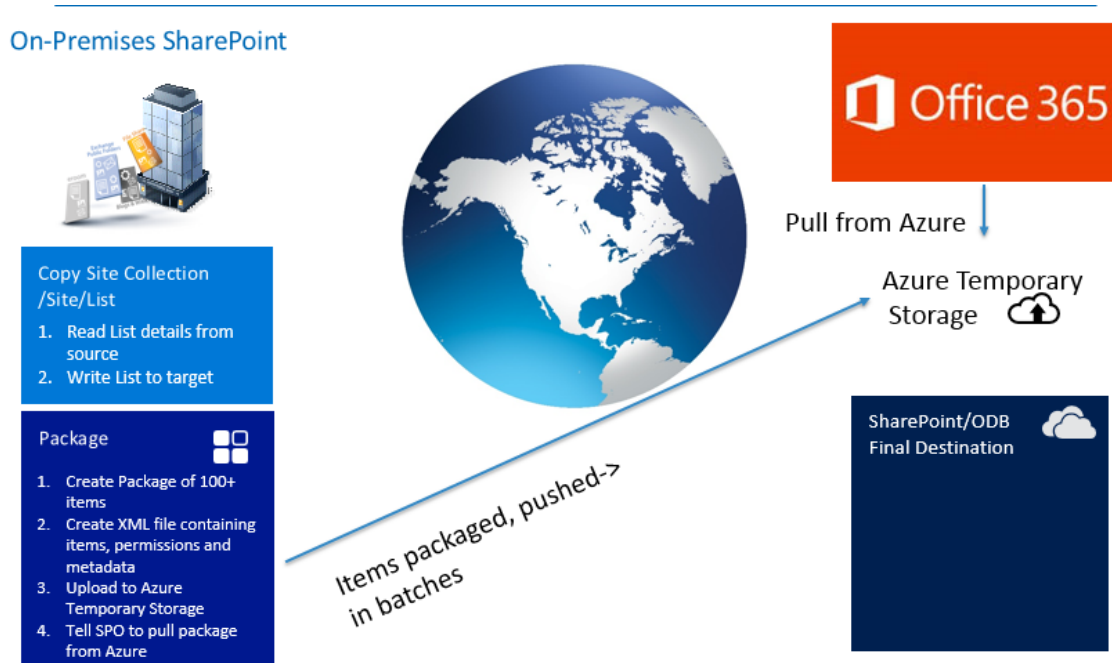 On-Premises SharePoint
Exchange
Public Folders
Office 365
Pull from Azure
Azure Temporary
Storage
Copy Site Collection
/Site/List
1. Read List details from
source
2. Write List to target
Package
1. Create Package of 100+
items
2. Create XML file containing
items, permissions and
metadata
3. Upload to Azure
Temporary Storage
4. Tell SPO to pull package
from Azure
Items packaged, pushed->
in batches
SharePoint/ODB
Final Destination